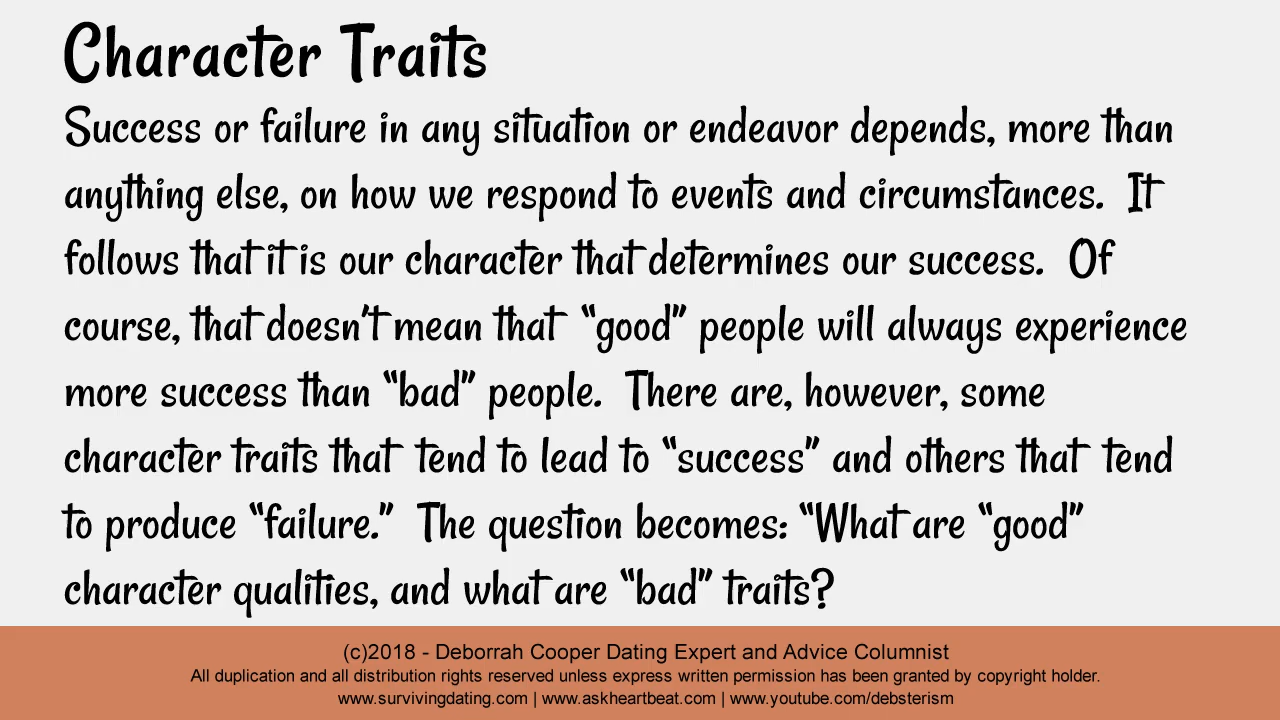 Character Traits
Success or failure in any situation or endeavor depends, more than
anything else, on how we respond to events and circumstances.  It
follows that it is our character that determines our success.  Of
course, that doesn't mean that “good” people will always experience
more success than “bad” people.  There are, however, some
character traits that tend to lead to “success” and others that tend
to produce “failure.”  The question becomes: “What are “good”
character qualities, and what are “bad” traits?
(c)2018 - Deborrah Cooper Dating Expert and Advice Columnist
All duplication and all distribution rights reserved unless express written permission has been granted by copyright holder.
www.survivingdating.com | www.askheartbeat.com | www.youtube.com/debsterism